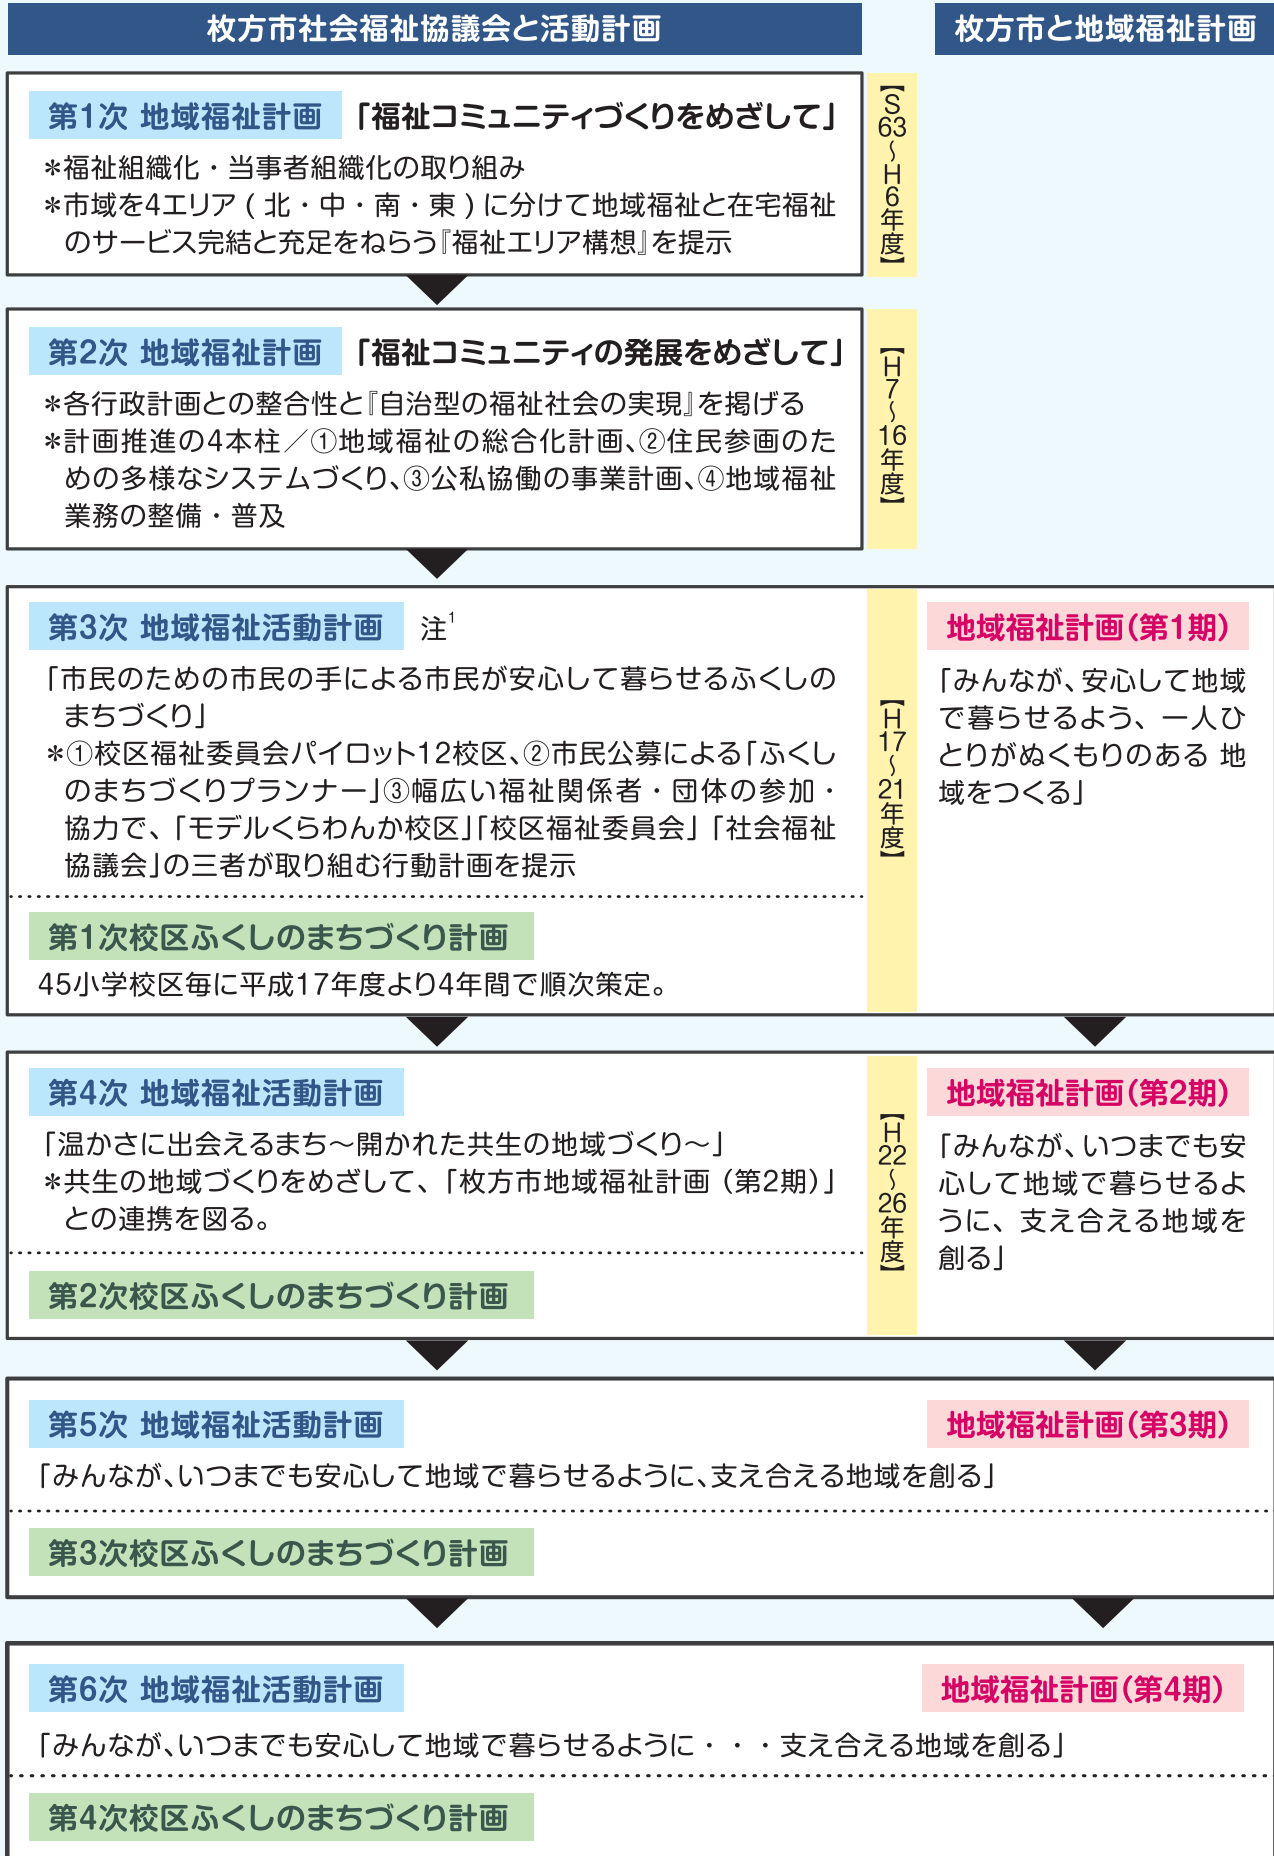 枚方市社会福祉協議会と活動計画
枚方市と地域福祉計画
第1次 地域福祉計画
「福祉コミュニティづくりをめざして」
*福祉組織化・当事者組織化の取り組み
*市域を4エリア ( 北・中・南・東 ) に分けて地域福祉と在宅福祉
のサービス完結と充足をねらう『福祉エリア構想』を提示
【S63～H6年度】
第2次 地域福祉計画
「福祉コミュニティの発展をめざして」
*各行政計画との整合性と『自治型の福祉社会の実現』を掲げる
*計画推進の4本柱／①地域福祉の総合化計画、②住民参画のた
めの多様なシステムづくり、③公私協働の事業計画、④地域福祉
業務の整備・普及
【H7～16年度】
第3次 地域福祉活動計画
注1
「市民のための市民の手による市民が安心して暮らせるふくしの
まちづくり」
*①校区福祉委員会パイロット12校区、②市民公募による「ふくし
のまちづくりプランナー」③幅広い福祉関係者・団体の参加・
協力で、「モデルくらわんか校区」「校区福祉委員会」「社会福祉
協議会」の三者が取り組む行動計画を提示
第1次校区ふくしのまちづくり計画
45小学校区毎に平成17年度より4年間で順次策定。
【H17～21年度】
地域福祉計画(第1期)
「みんなが、安心して地域
で暮らせるよう、一人ひ
とりがぬくもりのある 地
域をつくる」
第4次 地域福祉活動計画
「温かさに出会えるまち～開かれた共生の地域づくり～」
*共生の地域づくりをめざして、「枚方市地域福祉計画（第2期）」
との連携を図る。
第2次校区ふくしのまちづくり計画
【H22～26年度】
地域福祉計画(第2期)
「みんなが、いつまでも安
心して地域で暮らせるよ
うに、支え合える地域を
創る」
第5次 地域福祉活動計画
地域福祉計画(第3期)
「みんなが、いつまでも安心して地域で暮らせるように、支え合える地域を創る」
第3次校区ふくしのまちづくり計画
第6次 地域福祉活動計画
地域福祉計画(第4期)
「みんなが、いつまでも安心して地域で暮らせるように・・・支え合える地域を創る」
第4次校区ふくしのまちづくり計画